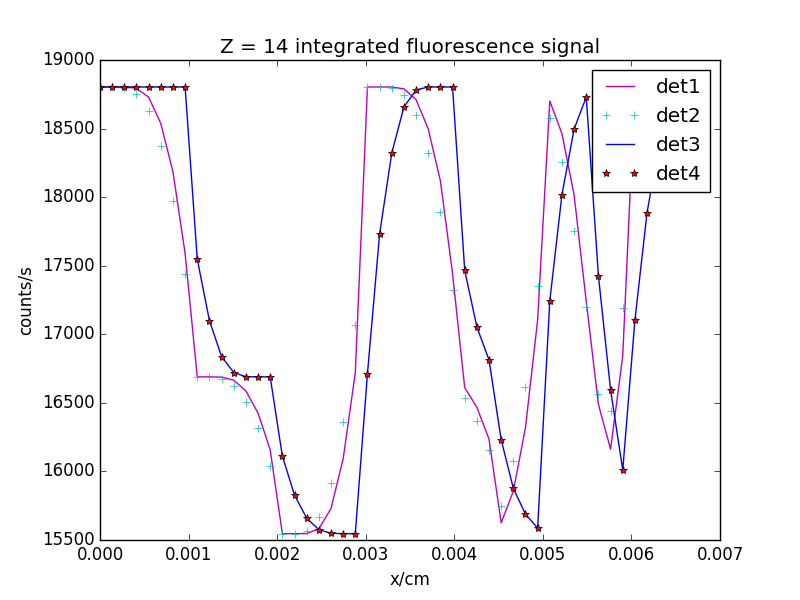 Z = 14 integrated fluorescence signal
19000
18500
18000
17500
17000
16500
16000
15500
counts/s
det1
det2
det3
det4
0.000 0.001 0.002 0.003 0.004 0.005 0.006 0.007
x/cm